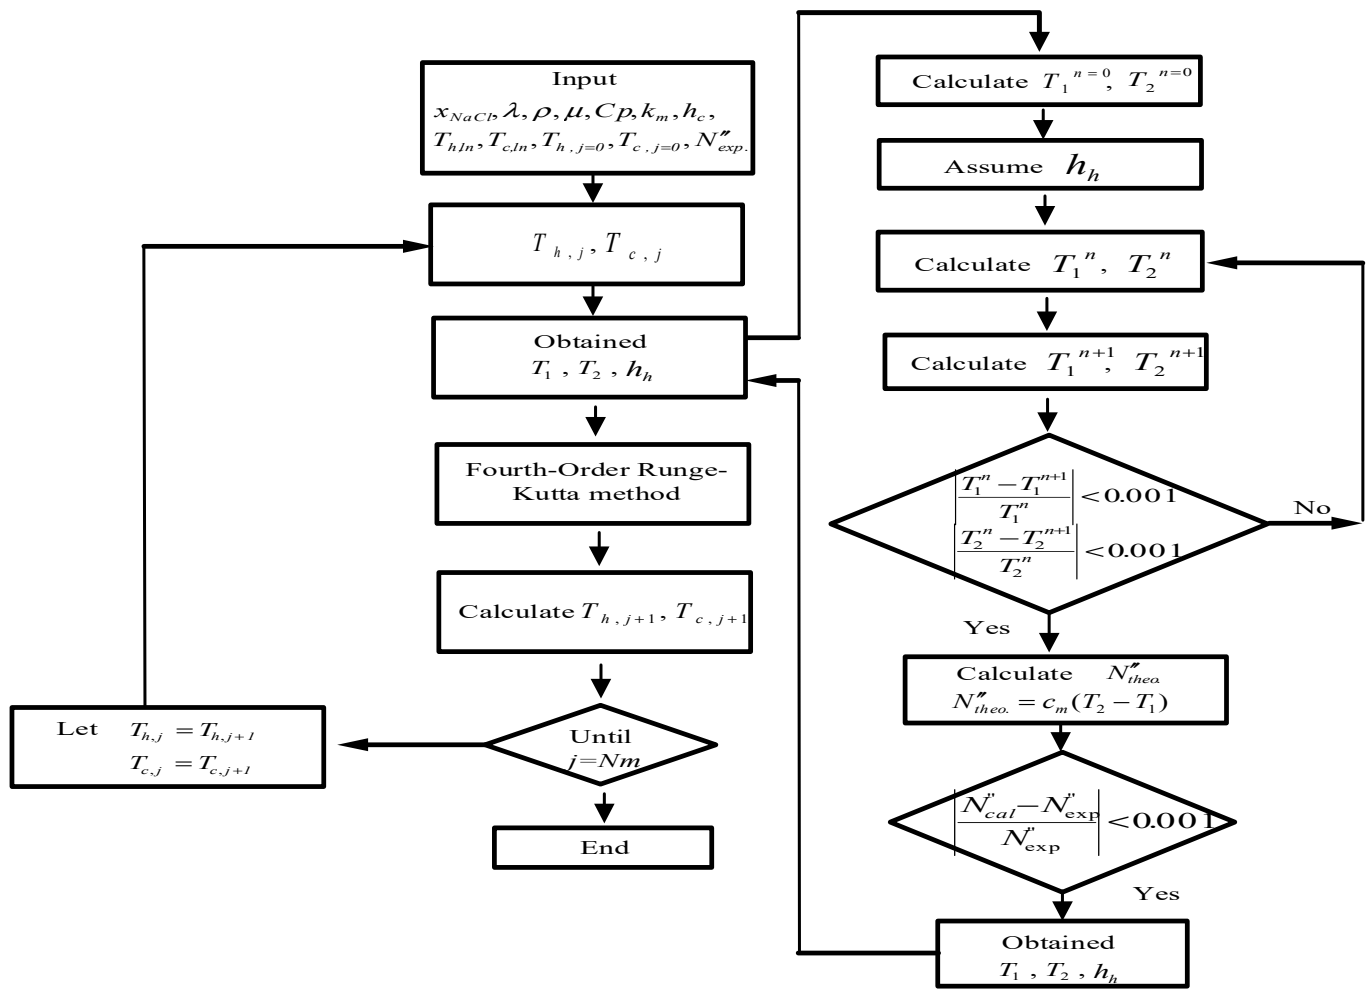 Input
x_NaCl, λ, ρ, μ, Cp, k_m, h_c,
T_hIn, T_c,In, T_h,j=0, T_c,j=0, N″_exp.
T_h,j, T_c,j
Obtained
T_1, T_2, h_h
Fourth-Order Runge-
Kutta method
Calculate T_h,j+1, T_c,j+1
Until
j=Nm
End
Let T_h,j = T_h,j+1
T_c,j = T_c,j+1
Calculate T_1^n=0, T_2^n=0
Assume h_h
Calculate T_1^n, T_2^n
Calculate T_1^n+1, T_2^n+1
|(T_1^n − T_1^n+1) / T_1^n| < 0.001
|(T_2^n − T_2^n+1) / T_2^n| < 0.001
No
Yes
Calculate N″_theo.
N″_theo. = c_m(T_2 − T_1)
|(N″_cal − N″_exp) / N″_exp| < 0.001
Yes
Obtained
T_1, T_2, h_h